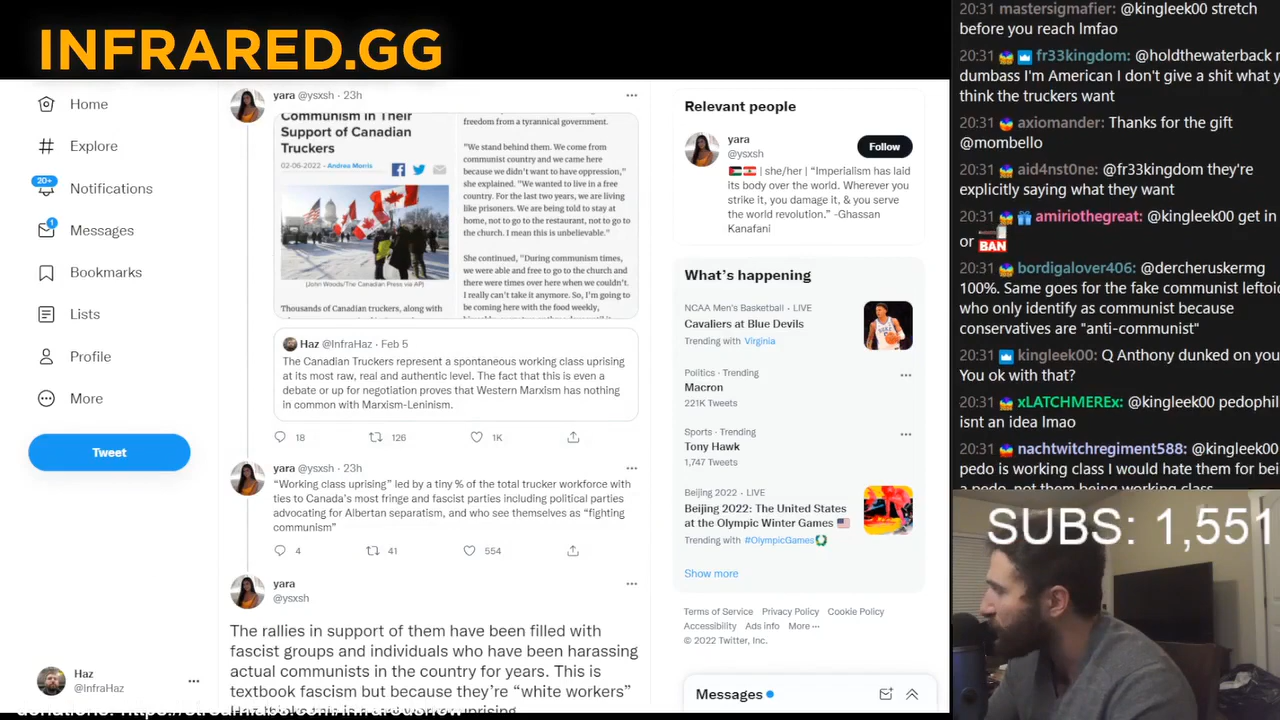 INFRARED.GG
Home
Explore
20+
Notifications
1
Messages
Bookmarks
Lists
Profile
More
Tweet
Haz
@InfraHaz
yara @ysxsh · 23h
Communism in Their
Support of Canadian
Truckers
02-06-2022 - Andrea Morris
(John Woods/The Canadian Press via AP)
Thousands of Canadian truckers, along with
freedom from a tyrannical government.
"We stand behind them. We come from
communist country and we came here
because we didn't want to have oppression,"
she explained. "We wanted to live in a free
country. For the last two years, we are living
like prisoners. We are being told to stay at
home, not to go to the restaurant, not to go to
the church. I mean this is unbelievable."
She continued, "During communism times,
we were able and free to go to the church and
there were times over here when we couldn't.
I really can't take it anymore. So, I'm going to
be coming here with the food weekly,
Haz @InfraHaz · Feb 5
The Canadian Truckers represent a spontaneous working class uprising
at its most raw, real and authentic level. The fact that this is even a
debate or up for negotiation proves that Western Marxism has nothing
in common with Marxism-Leninism.
18 126 1K
yara @ysxsh · 23h
“Working class uprising” led by a tiny % of the total trucker workforce with
ties to Canada's most fringe and fascist parties including political parties
advocating for Albertan separatism, and who see themselves as “fighting
communism”
4 41 554
yara
@ysxsh
The rallies in support of them have been filled with
fascist groups and individuals who have been harassing
actual communists in the country for years. This is
textbook fascism but because they're “white workers”
uprising
Relevant people
yara
@ysxsh
Follow
| she/her | “Imperialism has laid
its body over the world. Wherever you
strike it, you damage it, & you serve
the world revolution.” -Ghassan
Kanafani
What's happening
NCAA Men's Basketball · LIVE
Cavaliers at Blue Devils
Trending with Virginia
Politics · Trending
Macron
221K Tweets
Sports · Trending
Tony Hawk
1,747 Tweets
Beijing 2022 · LIVE
Beijing 2022: The United States
at the Olympic Winter Games
Trending with #OlympicGames
Show more
Terms of Service Privacy Policy Cookie Policy
Accessibility Ads info More ···
© 2022 Twitter, Inc.
Messages
20:31 mastersigmafier: @kingleek00 stretch
before you reach lmfao
20:31 fr33kingdom: @holdthewaterback
dumbass I'm American I don't give a shit what
think the truckers want
20:31 axiomander: Thanks for the gift
@mombello
20:31 aid4nst0ne: @fr33kingdom they're
explicitly saying what they want
20:31 amiriothegreat: @kingleek00 get in
or BAN
20:31 bordigalover406: @dercheruskermg
100%. Same goes for the fake communist leftoid
who only identify as communist because
conservatives are "anti-communist"
20:31 kingleek00: Q Anthony dunked on you
You ok with that?
20:31 xLATCHMEREx: @kingleek00 pedophil
isnt an idea lmao
20:31 nachtwitchregiment588: @kingleek
pedo is working class I would hate them for bei
a pedo, not them being working class
SUBS: 1,551